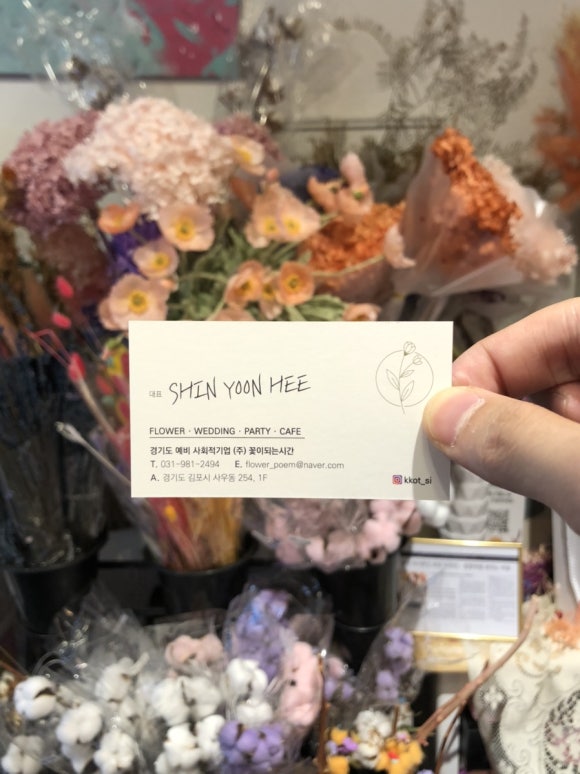 대표 SHIN YOON HEE
FLOWER · WEDDING · PARTY · CAFE
경기도 예비 사회적기업 (주) 꽃이되는시간
T. 031-981-2494 E. flower_poem@naver.com
A. 경기도 김포시 사우동 254, 1F
kkot_si